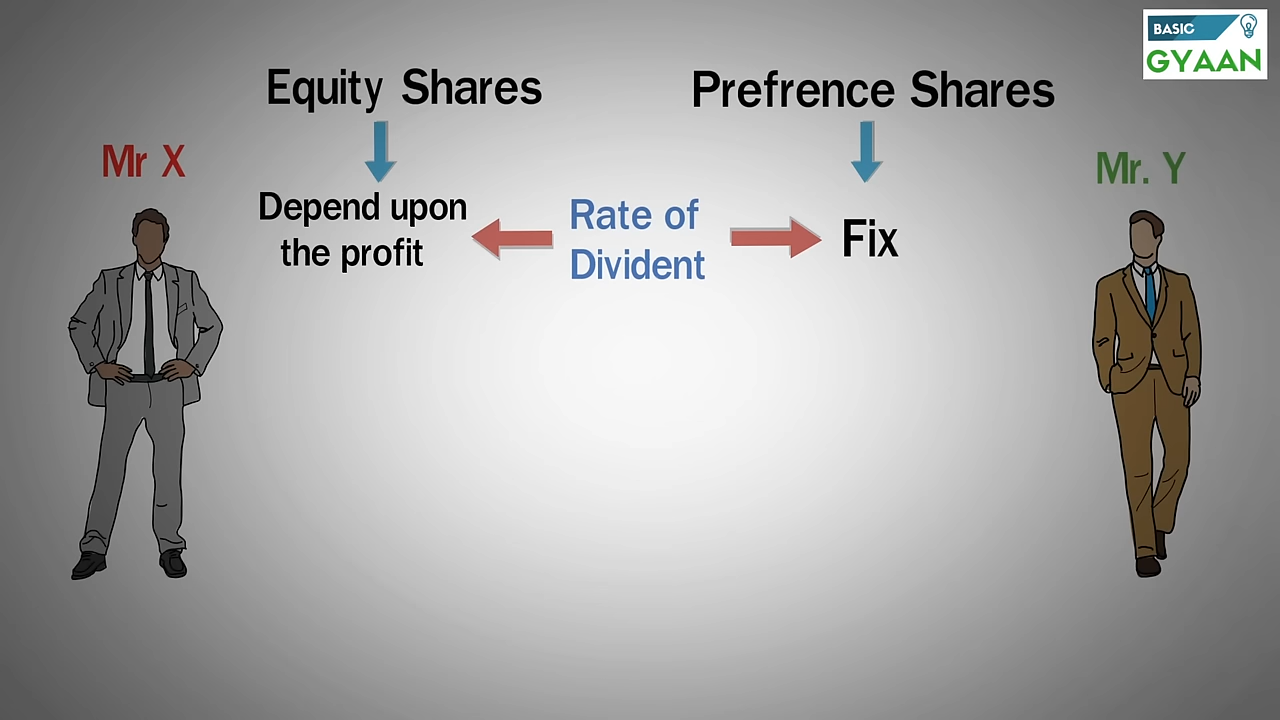 BASIC
GYAAN
Equity Shares
Prefrence Shares
Mr X
Mr. Y
Depend upon
the profit
Rate of
Divident
Fix